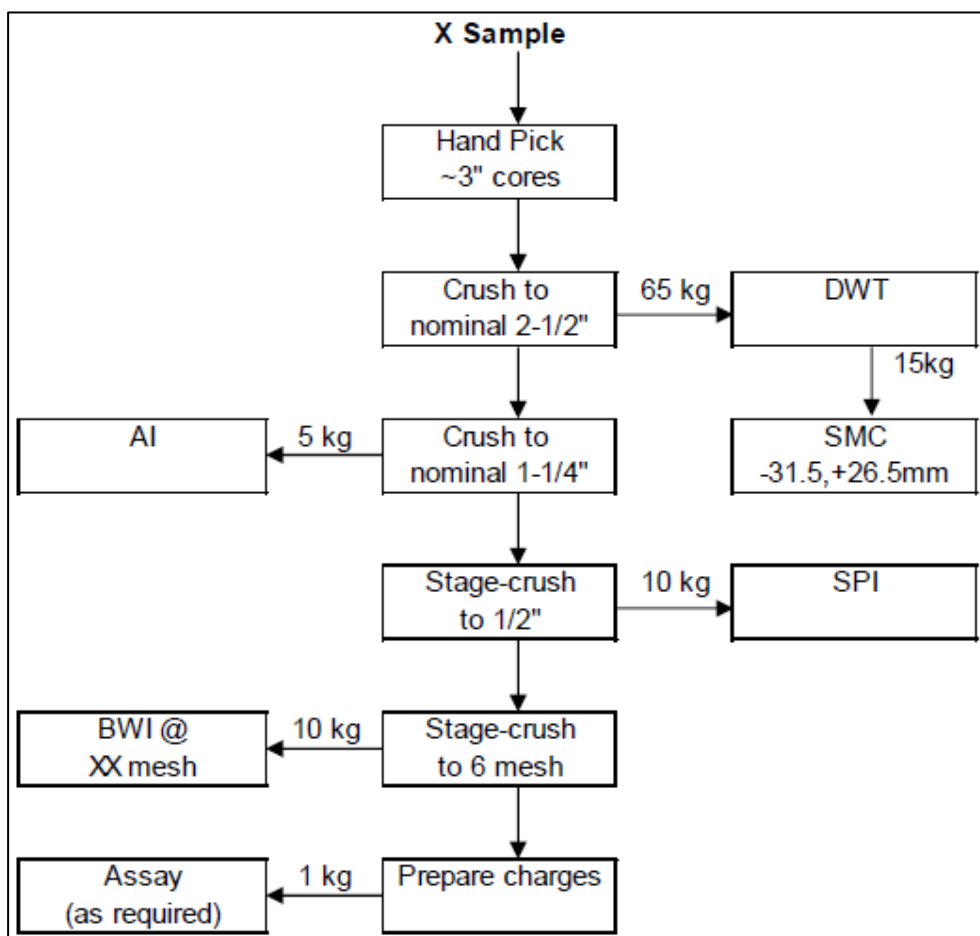 X Sample
Hand Pick
~3" cores
Crush to
nominal 2-1/2"
65 kg
DWT
15kg
AI
5 kg
Crush to
nominal 1-1/4"
SMC
-31.5,+26.5mm
Stage-crush
to 1/2"
10 kg
SPI
BWI @
XX mesh
10 kg
Stage-crush
to 6 mesh
Assay
(as required)
1 kg
Prepare charges